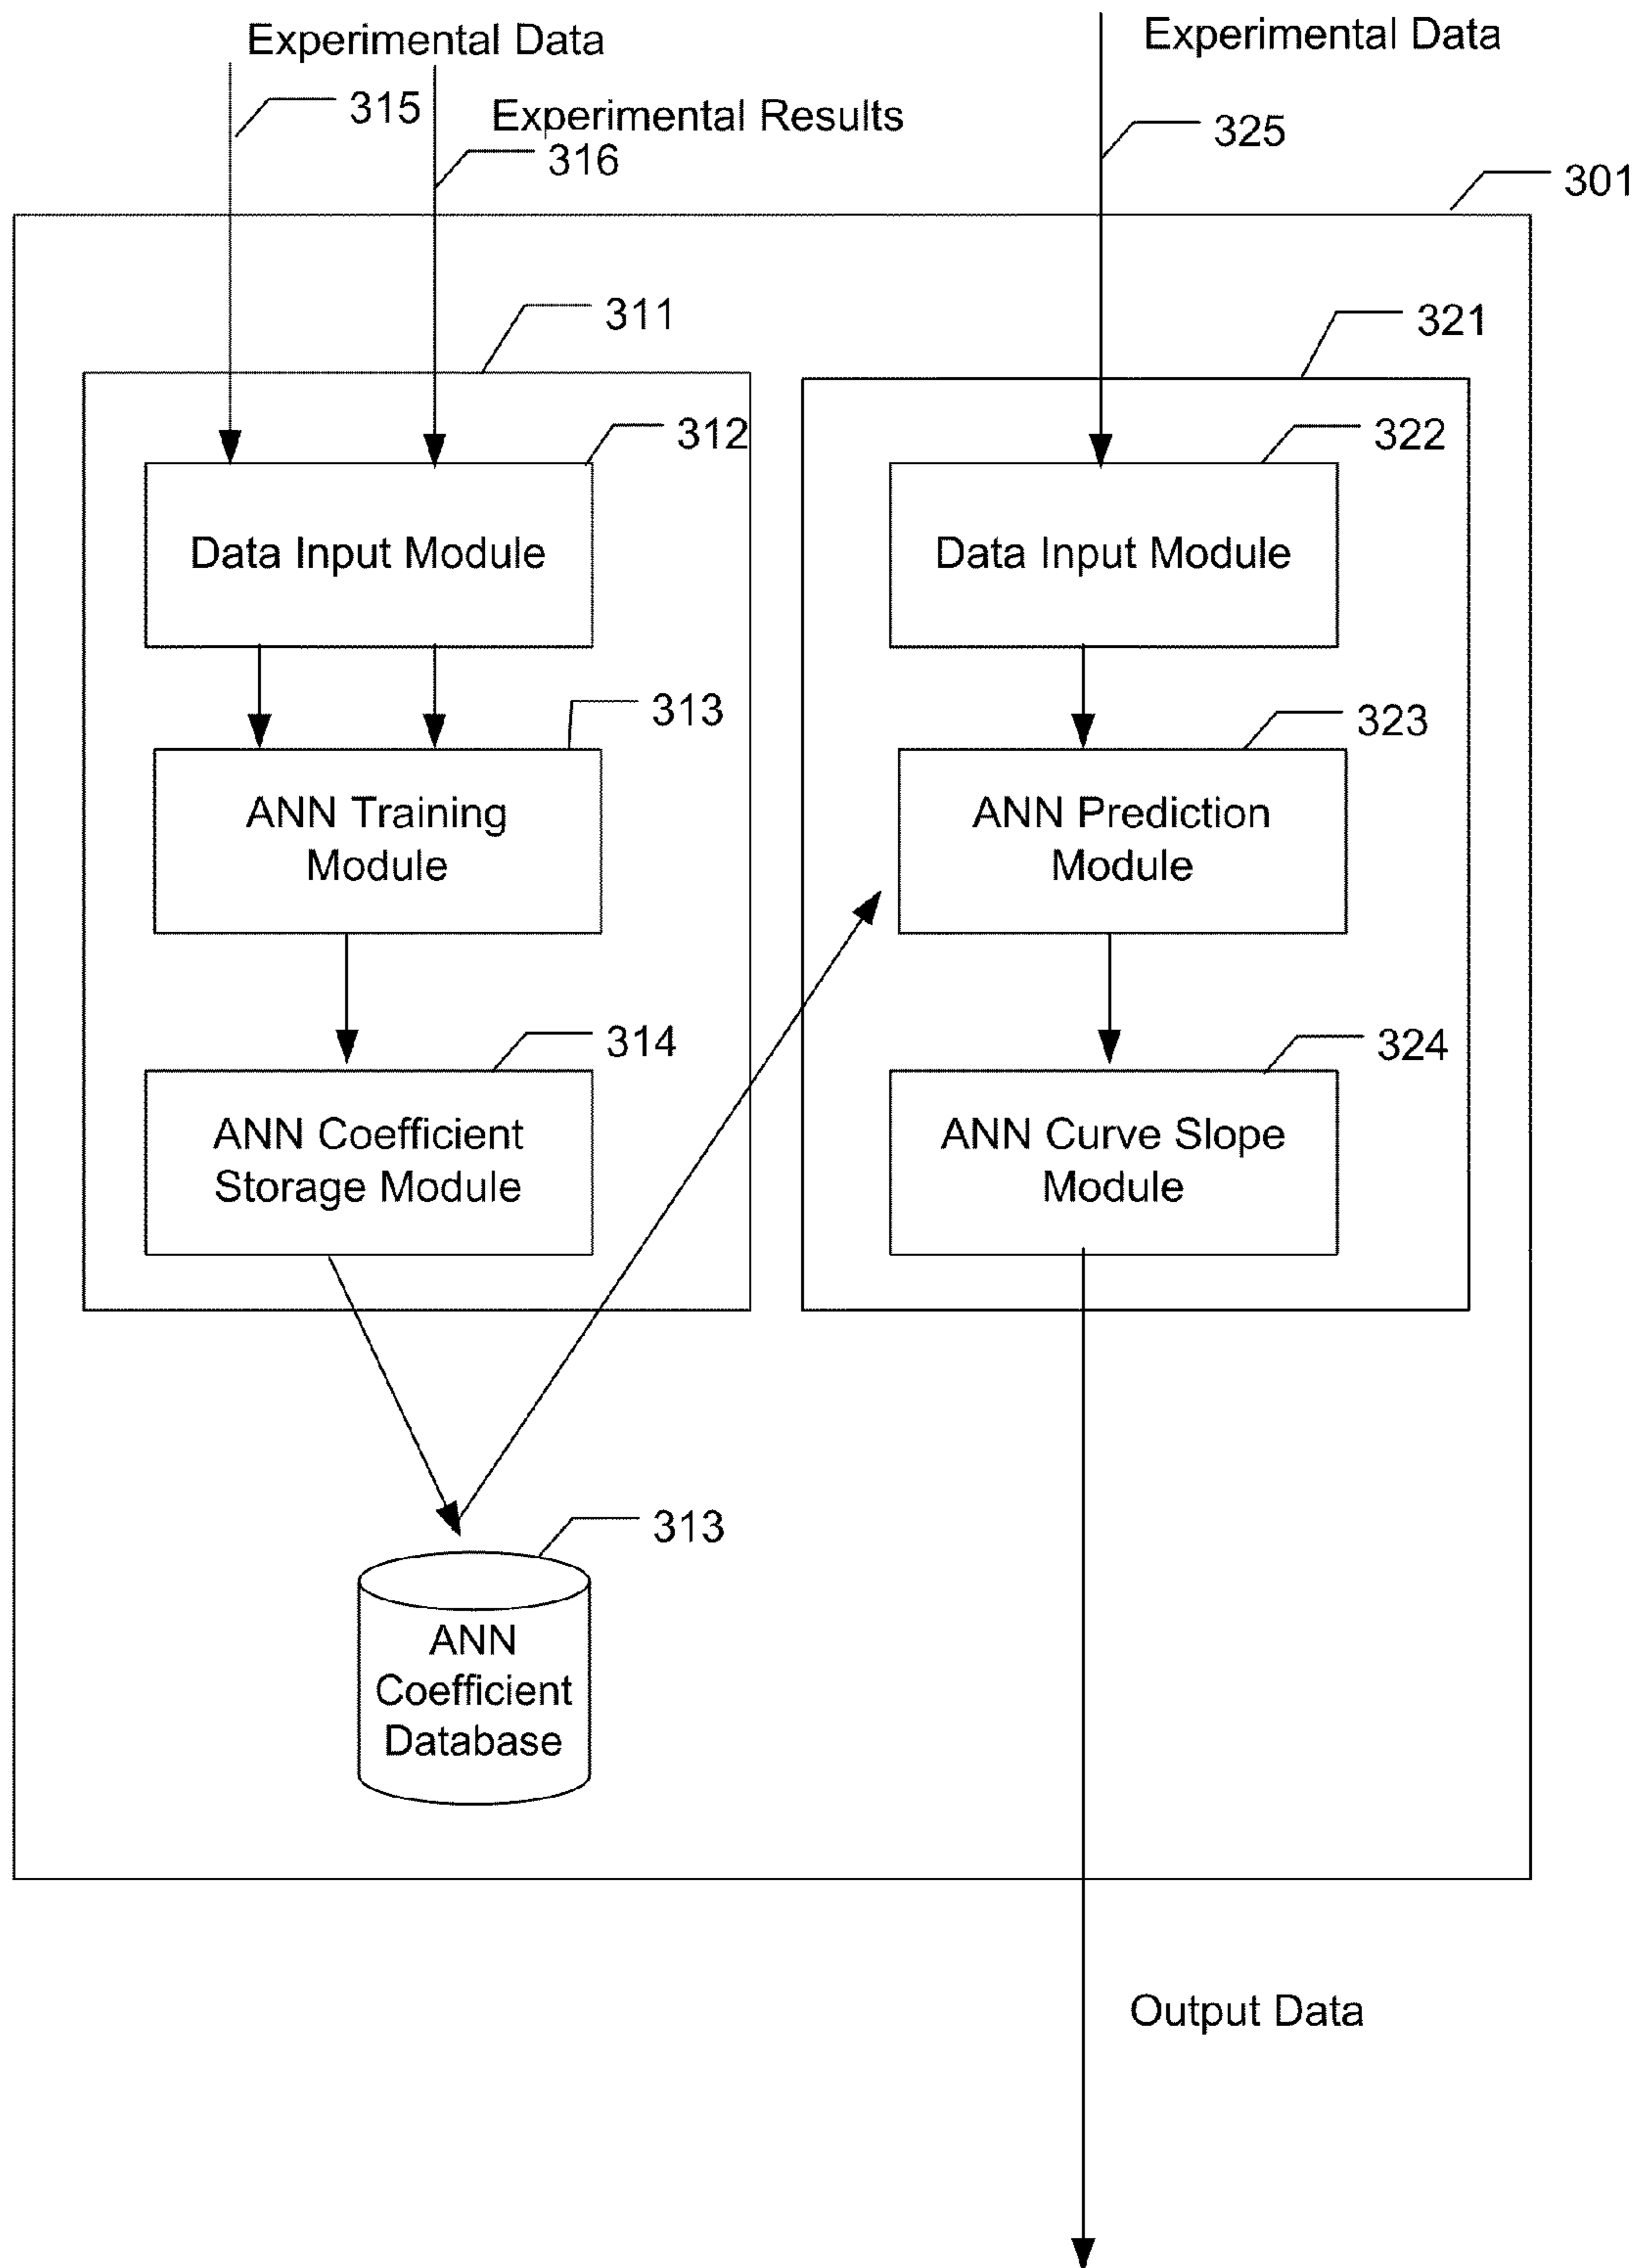 Experimental Data
315
Experimental Results
316
Experimental Data
325
301
311
312
Data Input Module
313
ANN Training
Module
314
ANN Coefficient
Storage Module
321
322
Data Input Module
323
ANN Prediction
Module
324
ANN Curve Slope
Module
313
ANN
Coefficient
Database
Output Data